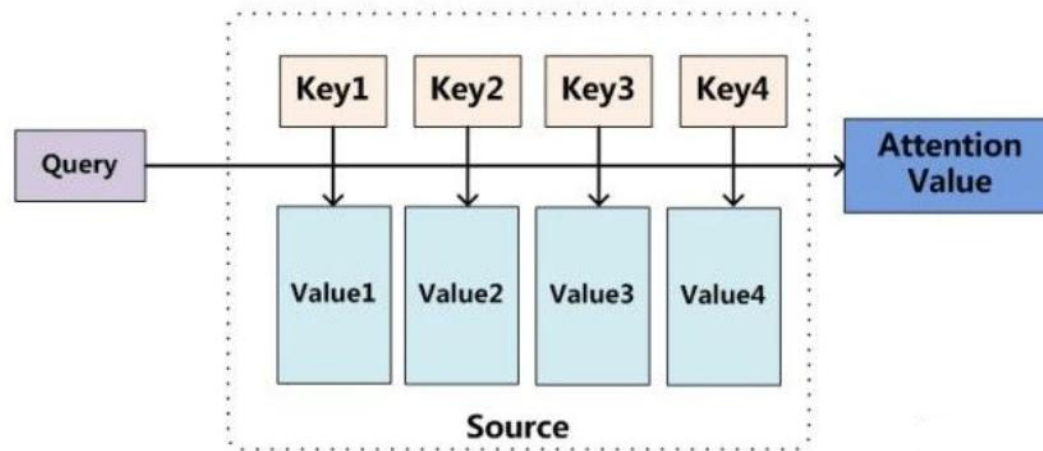 Key1 Key2 Key3 Key4
Query
Attention
Value
Value1 Value2 Value3 Value4
Source